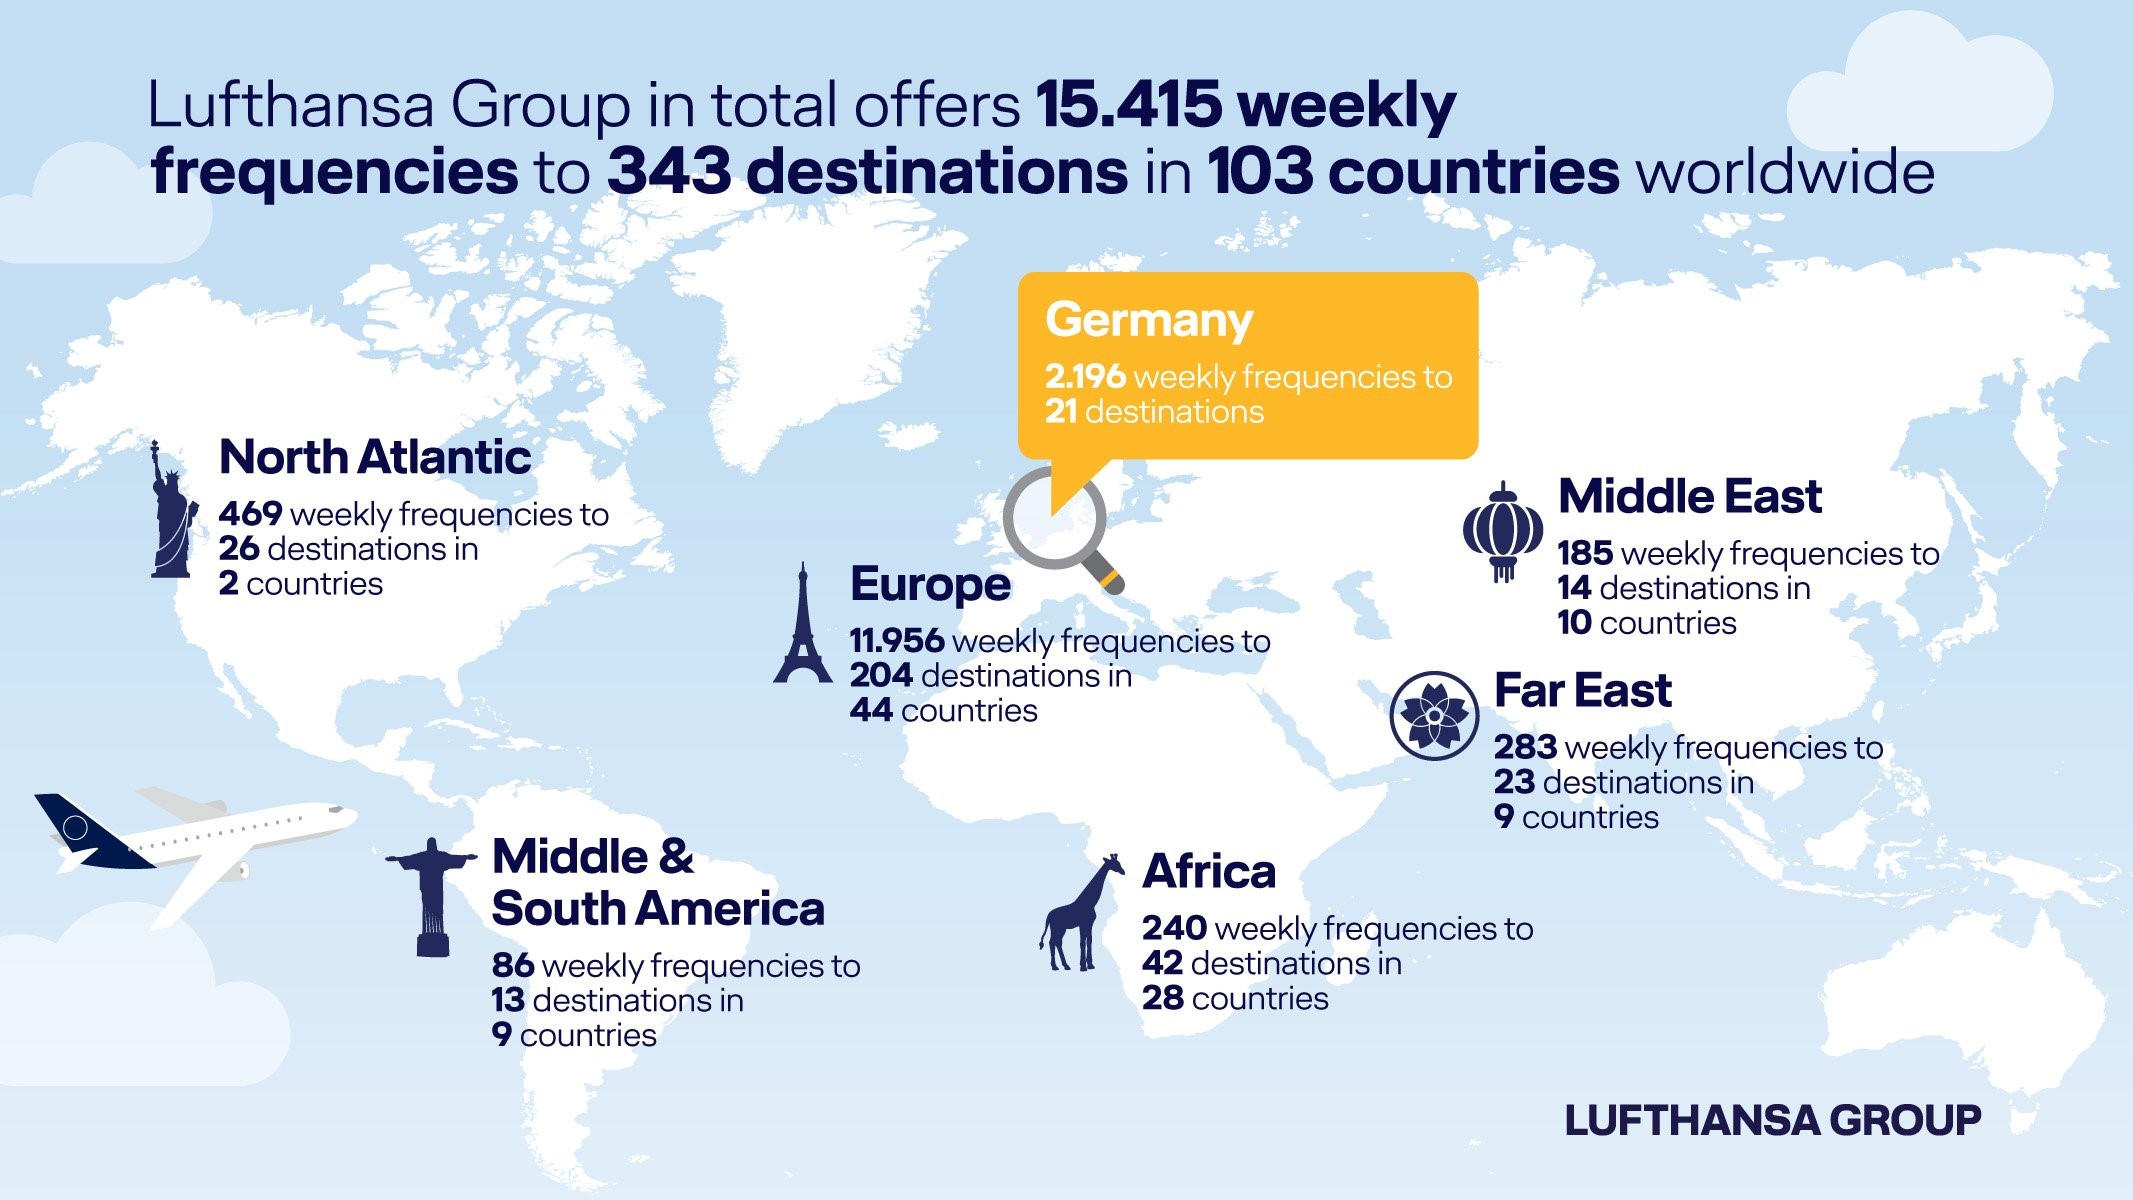 Lufthansa Group in total offers 15.415 weekly
frequencies to 343 destinations in 103 countries worldwide
Germany
2.196 weekly frequencies to
21 destinations
North Atlantic
469 weekly frequencies to
26 destinations in
2 countries
Middle East
185 weekly frequencies to
14 destinations in
10 countries
Europe
11.956 weekly frequencies to
204 destinations in
44 countries
Far East
283 weekly frequencies to
23 destinations in
9 countries
Middle &
South America
86 weekly frequencies to
13 destinations in
9 countries
Africa
240 weekly frequencies to
42 destinations in
28 countries
LUFTHANSA GROUP